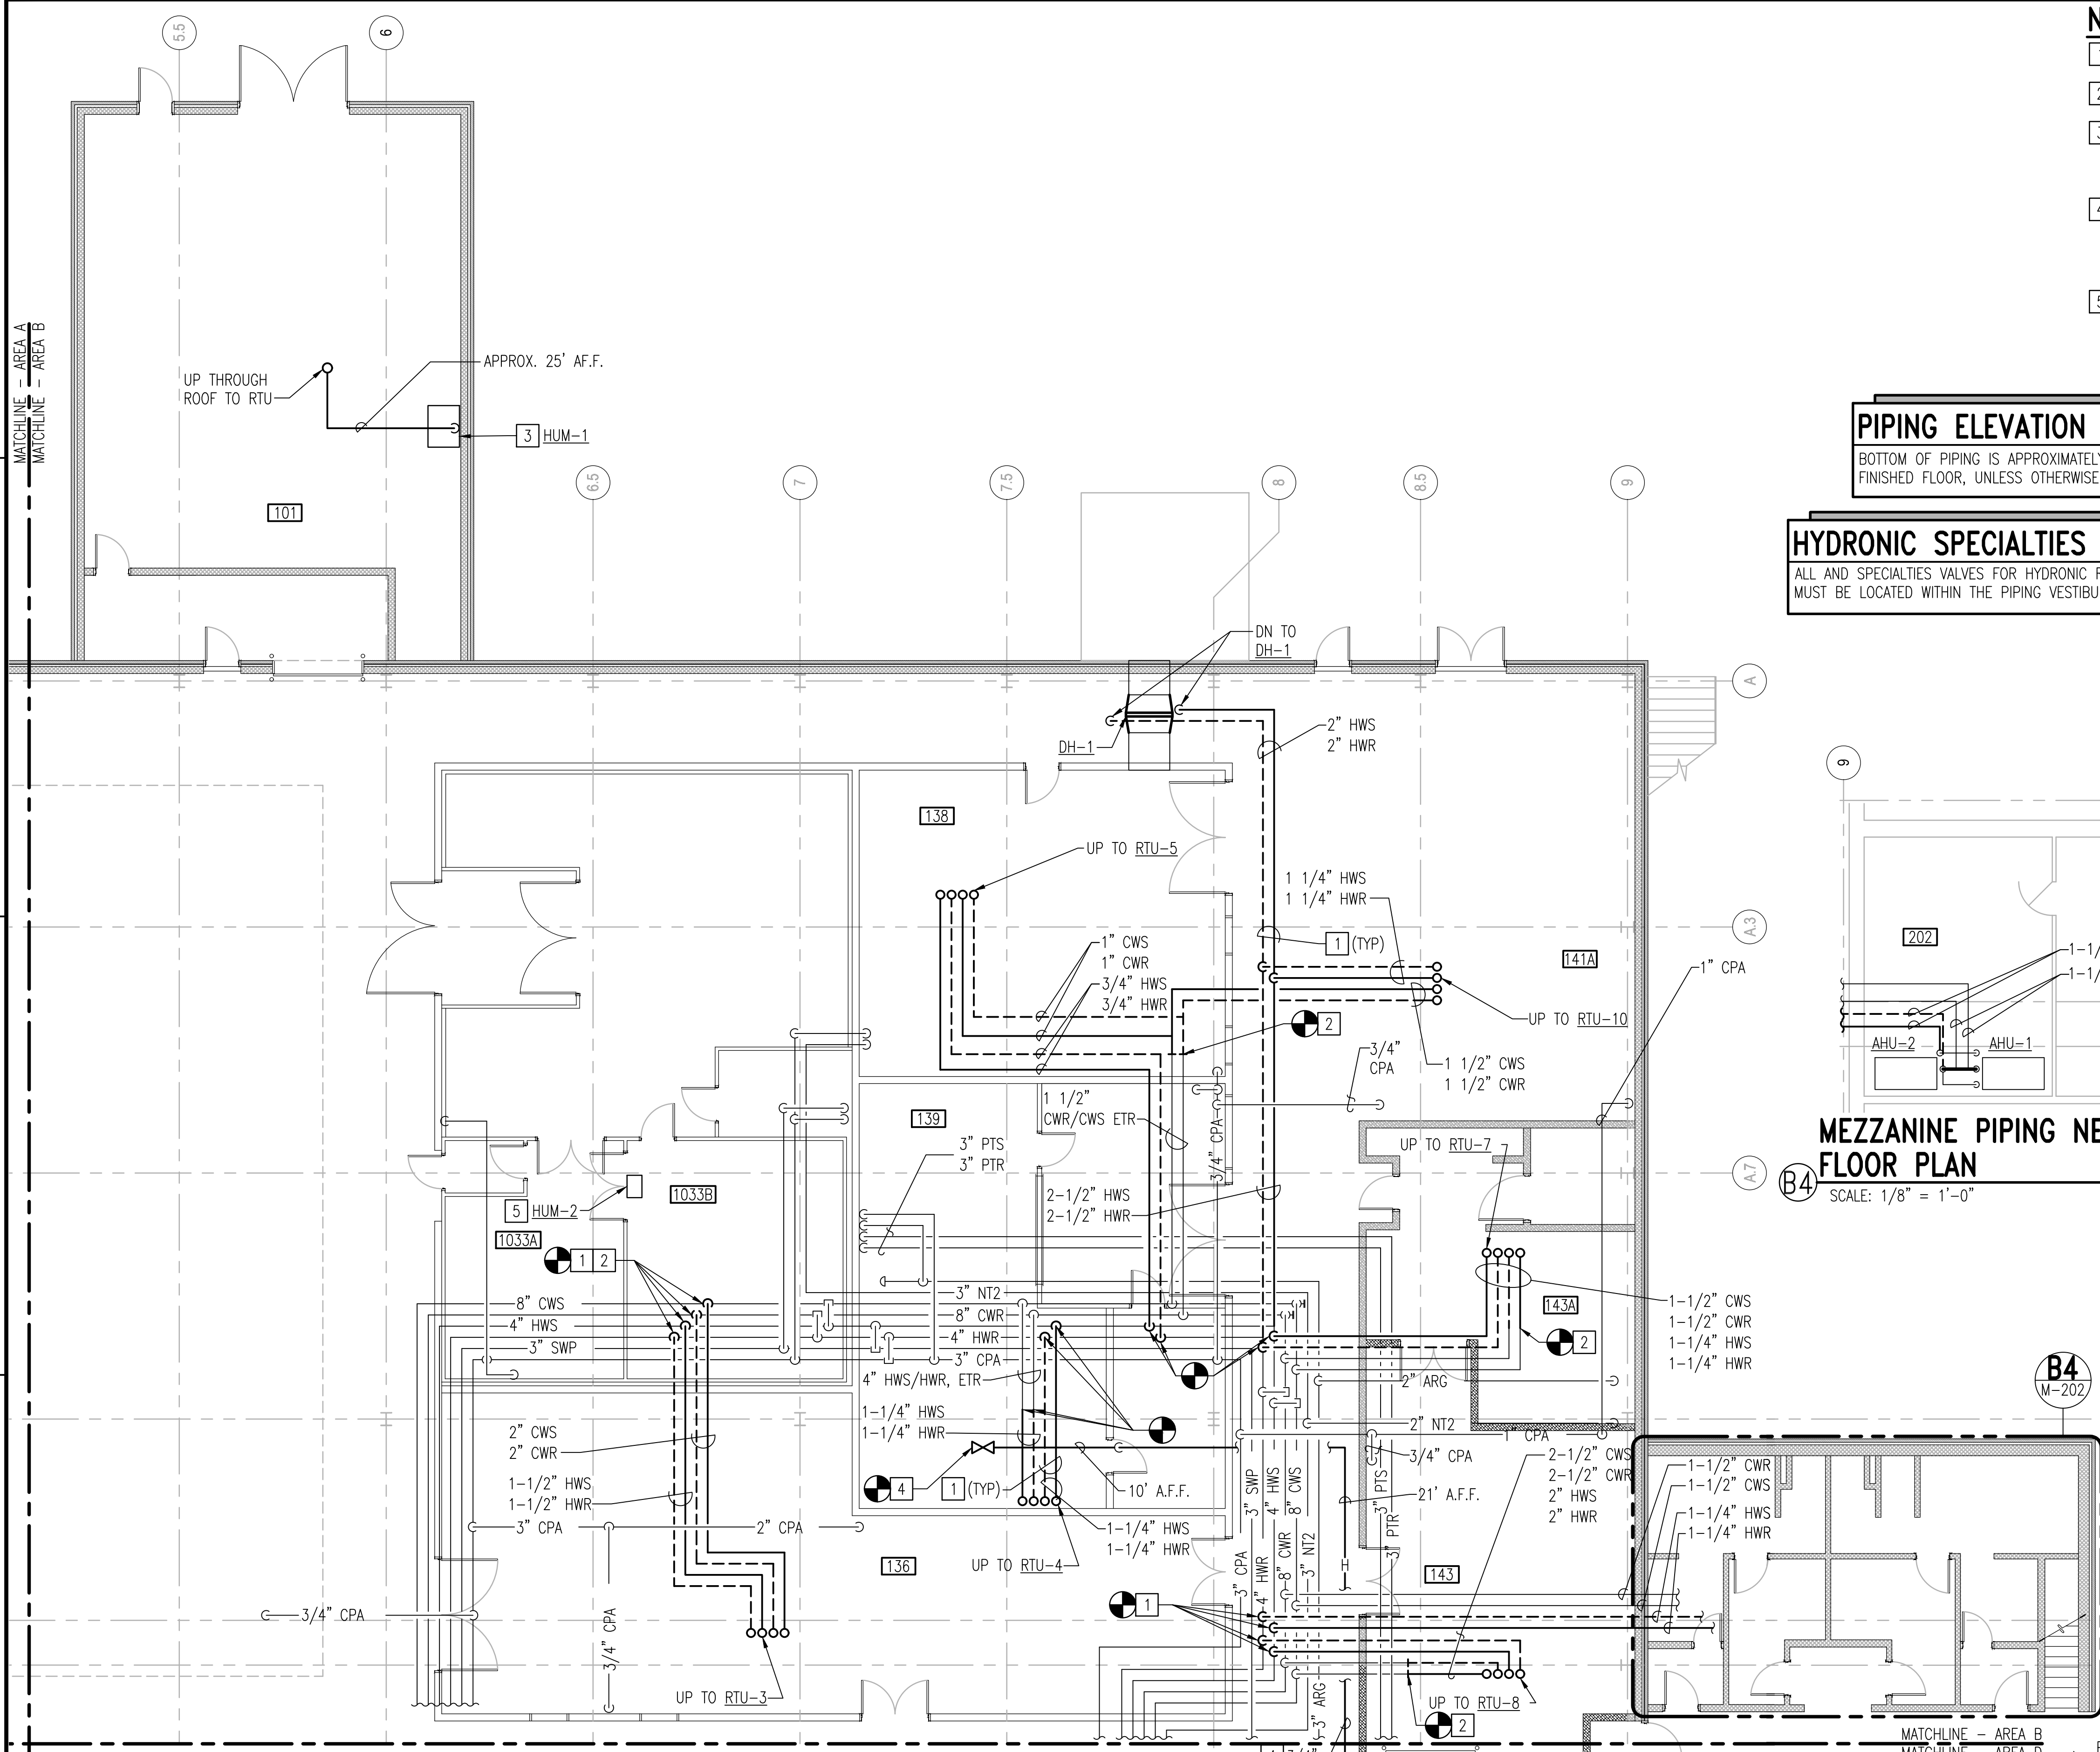 5.5
6
MATCHLINE - AREA A
MATCHLINE - AREA B
UP THROUGH
ROOF TO RTU
APPROX. 25' AF.F.
3 HUM-1
101
6.5
7
7.5
8
8.5
9
PIPING ELEVATION
BOTTOM OF PIPING IS APPROXIMATELY
FINISHED FLOOR, UNLESS OTHERWISE
HYDRONIC SPECIALTIES
ALL AND SPECIALTIES VALVES FOR HYDRONIC
MUST BE LOCATED WITHIN THE PIPING
DN TO
DH-1
A
DH-1
2" HWS
2" HWR
138
UP TO RTU-5
1 1/4" HWS
1 1/4" HWR
1 (TYP)
141A
A.3
1" CWS
1" CWR
3/4" HWS
3/4" HWR
2
UP TO RTU-10
1" CPA
3/4"
CPA
1 1/2" CWS
1 1/2" CWR
9
202
AHU-2
AHU-1
MEZZANINE PIPING
FLOOR PLAN
B4
SCALE: 1/8" = 1'-0"
139
1 1/2"
CWR/CWS ETR
3/4" CPA
3" PTS
3" PTR
UP TO RTU-7
A.7
2-1/2" HWS
2-1/2" HWR
5 HUM-2
1033B
1033A
1 2
8" CWS
4" HWS
3" SWP
3" NT2
8" CWR
4" HWR
3" CPA
4" HWS/HWR, ETR
143A
2
1-1/2" CWS
1-1/2" CWR
1-1/4" HWS
1-1/4" HWR
2" ARG
B4
M-202
1-1/4" HWS
1-1/4" HWR
2" CWS
2" CWR
1-1/2" HWS
1-1/2" HWR
2" NT2
1" CPA
3/4" CPA
4
1 (TYP)
10' A.F.F.
21' A.F.F.
2-1/2" CWS
2-1/2" CWR
2" HWS
2" HWR
1-1/2" CWR
1-1/2" CWS
1-1/4" HWS
1-1/4" HWR
3" CPA
2" CPA
1-1/4" HWS
1-1/4" HWR
UP TO RTU-4
136
3" SWP
4" HWS
8" CWS
3" CPA
4" HWR
8" CWR
3" NT2
H
3" PTS
3" PTR
143
3/4" CPA
3/4" CPA
1
UP TO RTU-3
3" ARG
UP TO RTU-8
2
MATCHLINE - AREA B